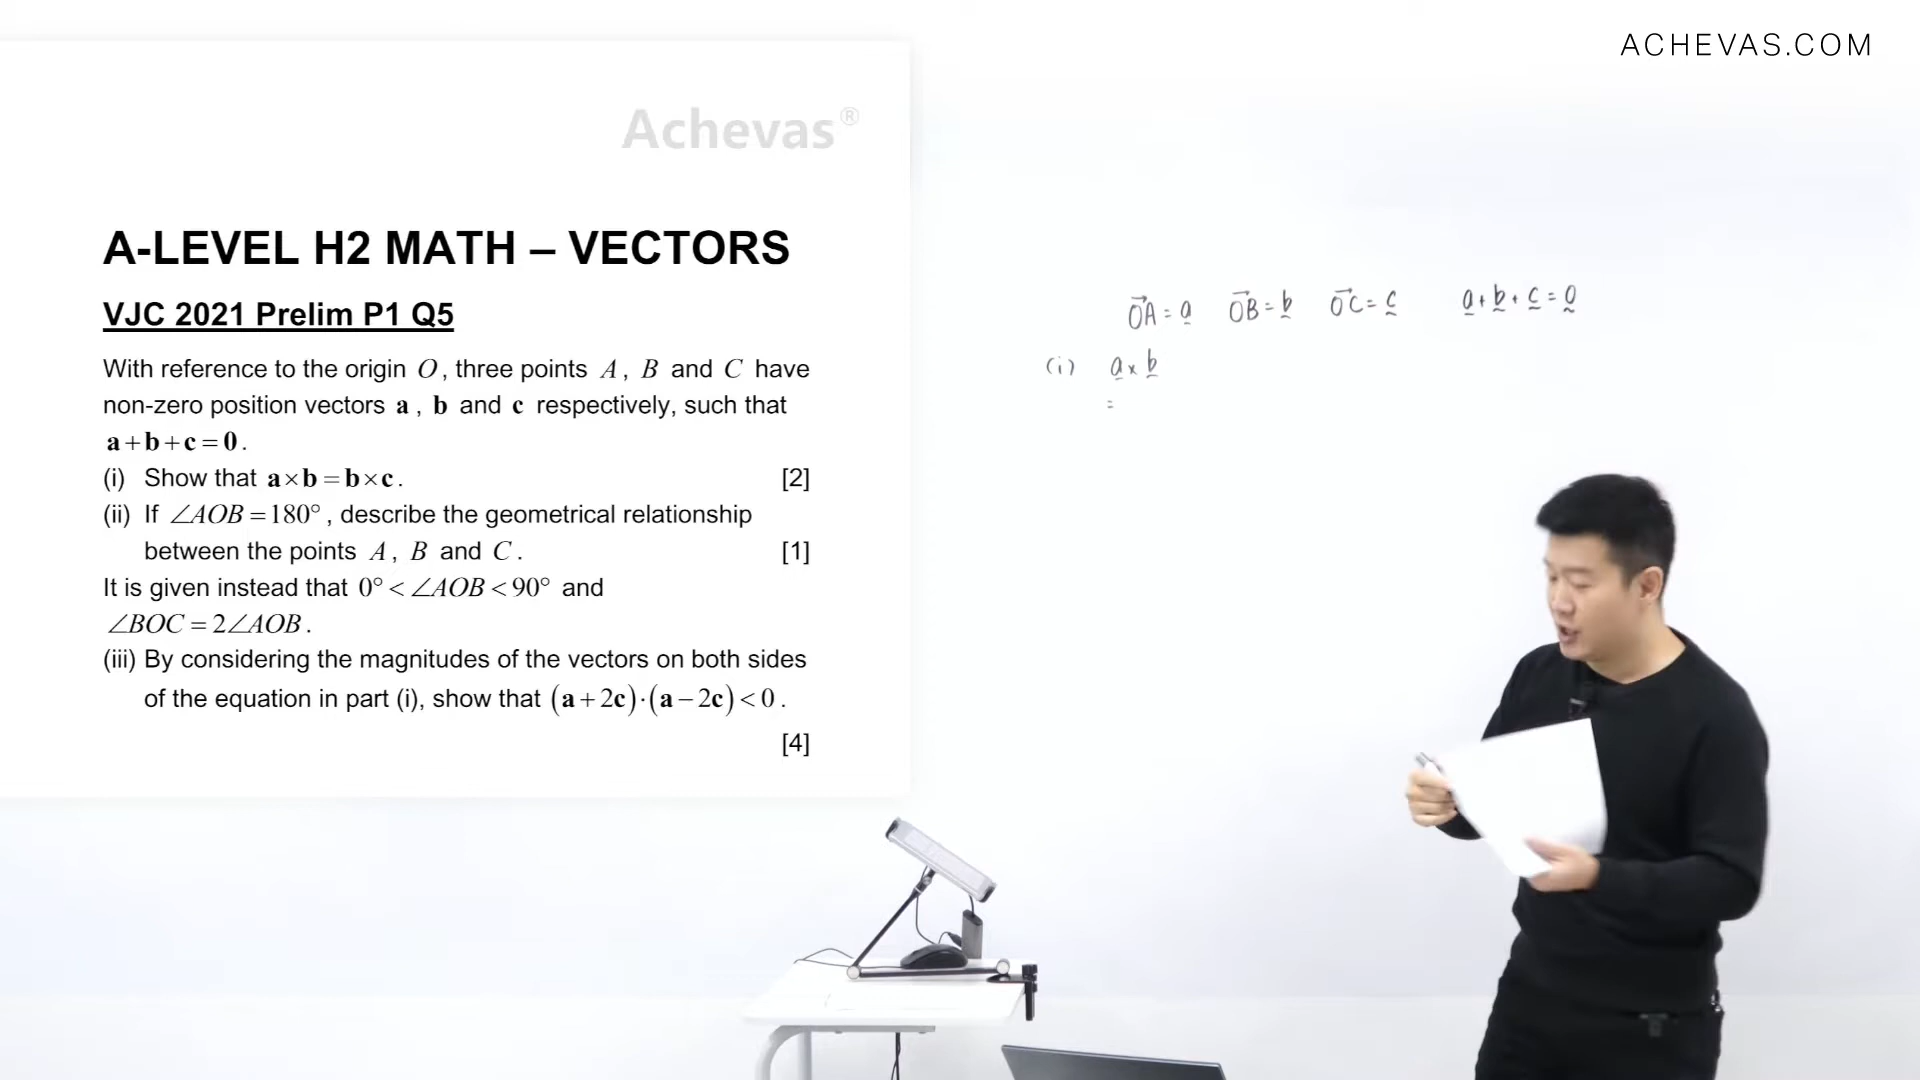 ACHEVAS.COM
Achevas®
A-LEVEL H2 MATH – VECTORS
VJC 2021 Prelim P1 Q5
With reference to the origin O, three points A, B and C have
non-zero position vectors a, b and c respectively, such that
a+b+c=0.
(i) Show that a×b=b×c. [2]
(ii) If ∠AOB=180°, describe the geometrical relationship
between the points A, B and C. [1]
It is given instead that 0°<∠AOB<90° and
∠BOC=2∠AOB.
(iii) By considering the magnitudes of the vectors on both sides
of the equation in part (i), show that (a+2c)·(a−2c)<0.
[4]
OA = a OB = b OC = c a + b + c = 0
(i) a × b
=